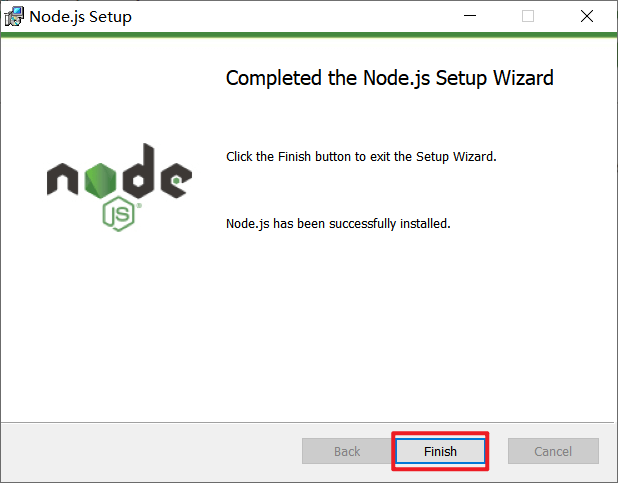 Node.js Setup
Completed the Node.js Setup Wizard
Click the Finish button to exit the Setup Wizard.
node
JS®
Node.js has been successfully installed.
Back
Finish
Cancel